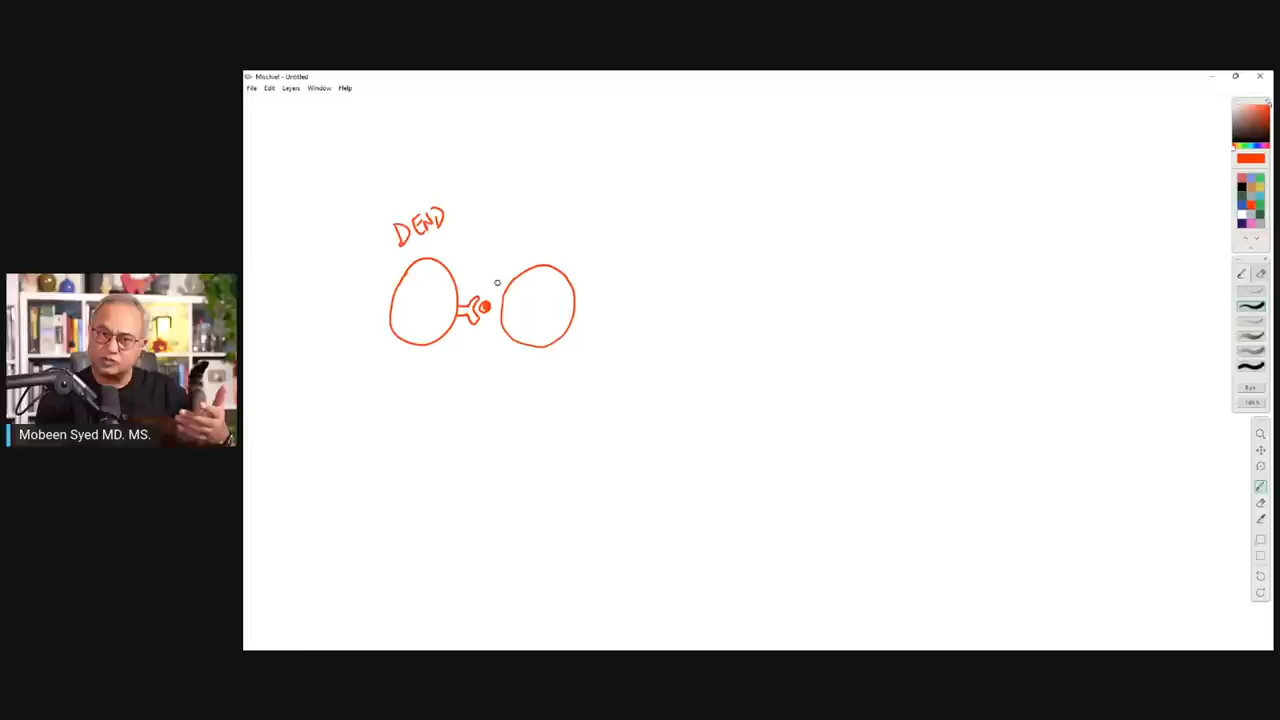 Mischief - Untitled
File Edit Layers Window Help
DEND
Mobeen Syed MD. MS.